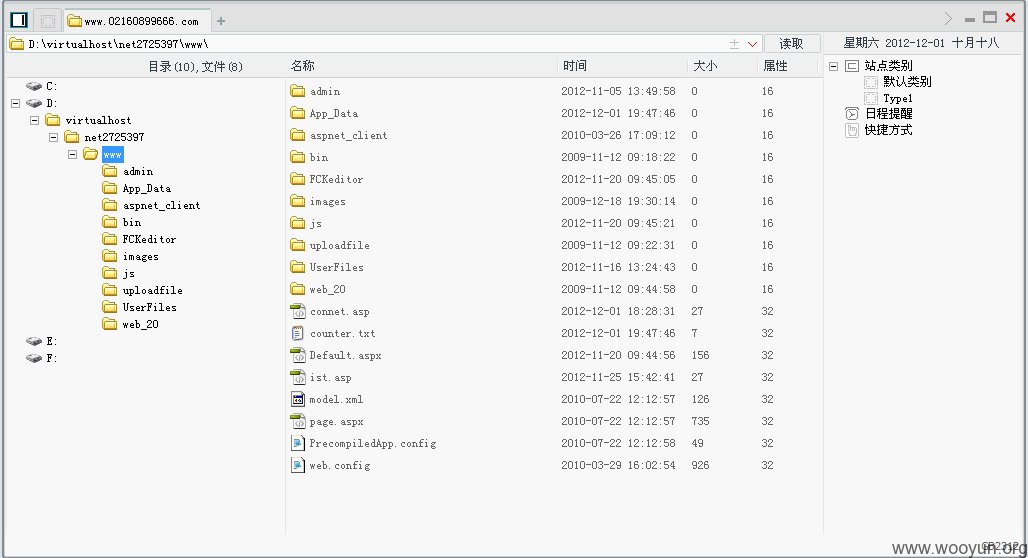 www.02160899666. com
D:\virtualhost\net2725397\www\
读取
星期六 2012-12-01 十月十八
目录(10),文件(8)
名称 时间 大小 属性
C:
D:
virtualhost
net2725397
www
admin
App_Data
aspnet_client
bin
FCKeditor
images
js
uploadfile
UserFiles
web_20
E:
F:
admin 2012-11-05 13:49:58 0 16
App_Data 2012-12-01 19:47:46 0 16
aspnet_client 2010-03-26 17:09:12 0 16
bin 2009-11-12 09:18:22 0 16
FCKeditor 2012-11-20 09:45:05 0 16
images 2009-12-18 19:30:14 0 16
js 2012-11-20 09:45:21 0 16
uploadfile 2009-11-12 09:22:31 0 16
UserFiles 2012-11-16 13:24:43 0 16
web_20 2009-11-12 09:44:58 0 16
connet.asp 2012-12-01 18:28:31 27 32
counter.txt 2012-12-01 19:47:46 7 32
Default.aspx 2012-11-20 09:44:56 156 32
ist.asp 2012-11-25 15:42:41 27 32
model.xml 2010-07-22 12:12:57 126 32
page.aspx 2010-07-22 12:12:57 735 32
PrecompiledApp.config 2010-07-22 12:12:58 49 32
web.config 2010-03-29 16:02:54 926 32
站点类别
默认类别
Type1
日程提醒
快捷方式
GB2312
www.wooyun.org